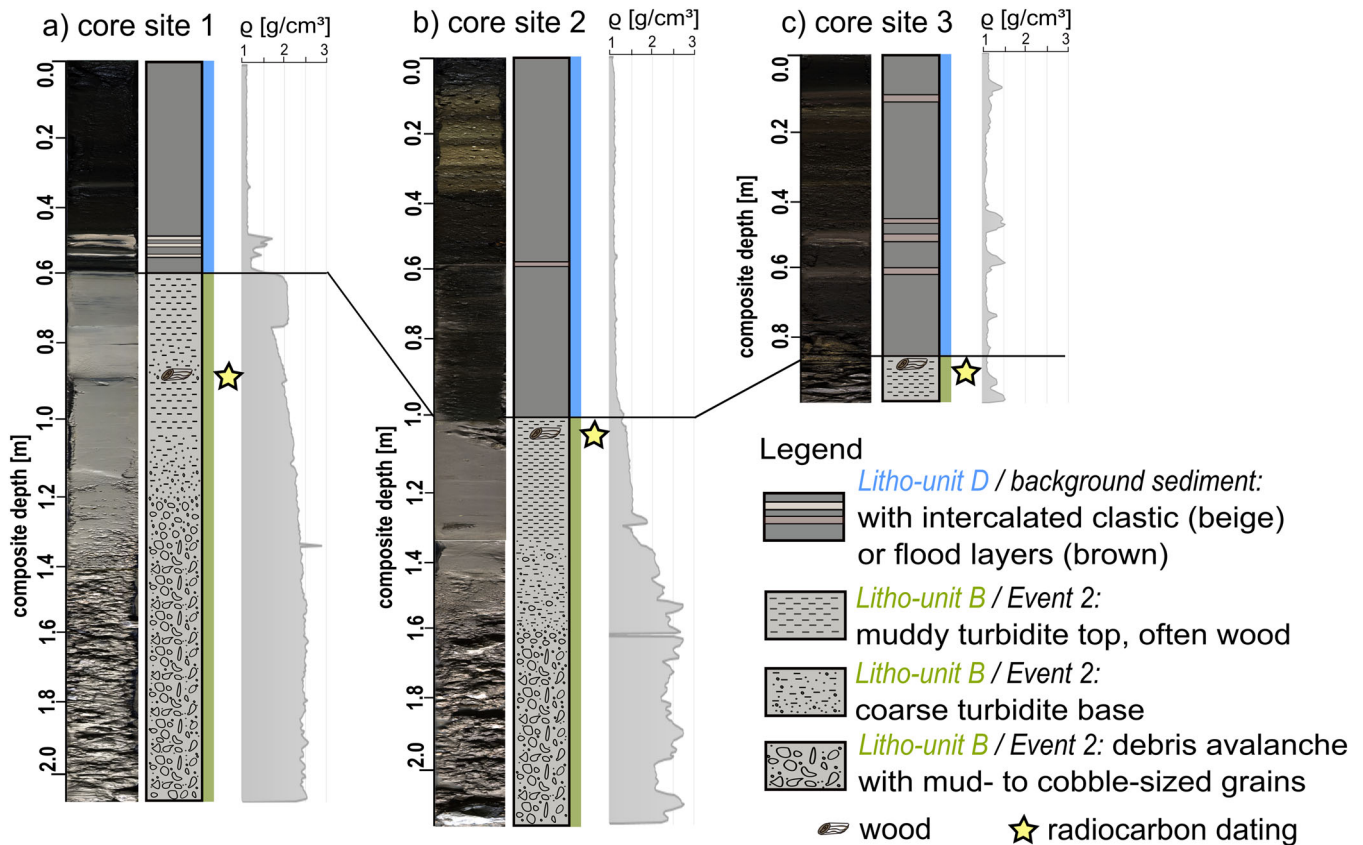 a) core site 1
ϱ [g/cm³]
1 2 3
composite depth [m]
0.0
0.2
0.4
0.6
0.8
1.0
1.2
1.4
1.6
1.8
2.0
b) core site 2
ϱ [g/cm³]
1 2 3
composite depth [m]
0.0
0.2
0.4
0.6
0.8
1.0
1.2
1.4
1.6
1.8
2.0
c) core site 3
ϱ [g/cm³]
1 2 3
composite depth [m]
0.0
0.2
0.4
0.6
0.8
Legend
Litho-unit D / background sediment:
with intercalated clastic (beige)
or flood layers (brown)
Litho-unit B / Event 2:
muddy turbidite top, often wood
Litho-unit B / Event 2:
coarse turbidite base
Litho-unit B / Event 2: debris avalanche
with mud- to cobble-sized grains
wood
radiocarbon dating